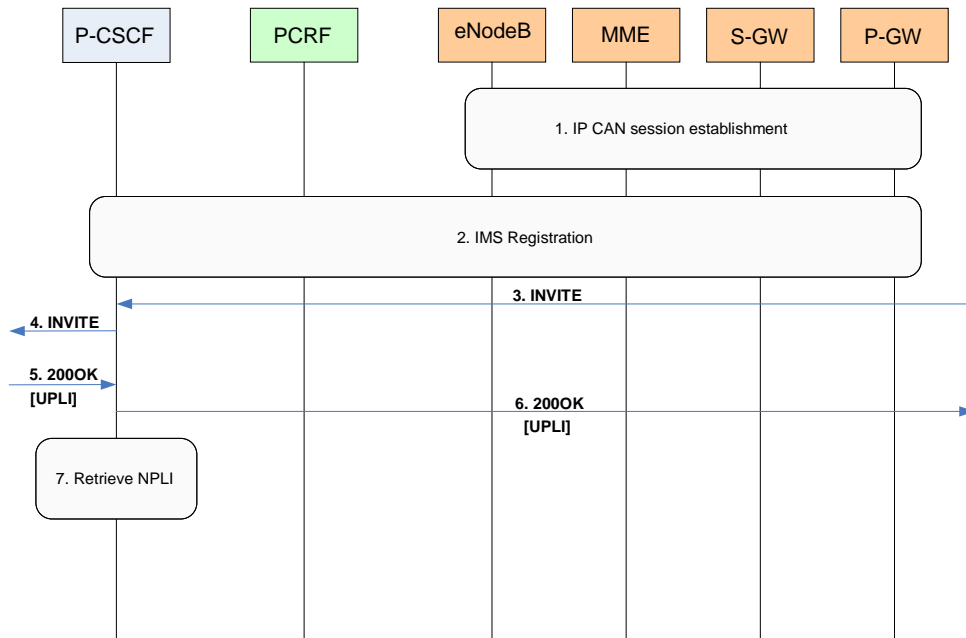 P-CSCF
PCRF
eNodeB
MME
S-GW
P-GW
1. IP CAN session establishment
2. IMS Registration
3. INVITE
4. INVITE
5. 200OK
[UPLI]
6. 200OK
[UPLI]
7. Retrieve NPLI